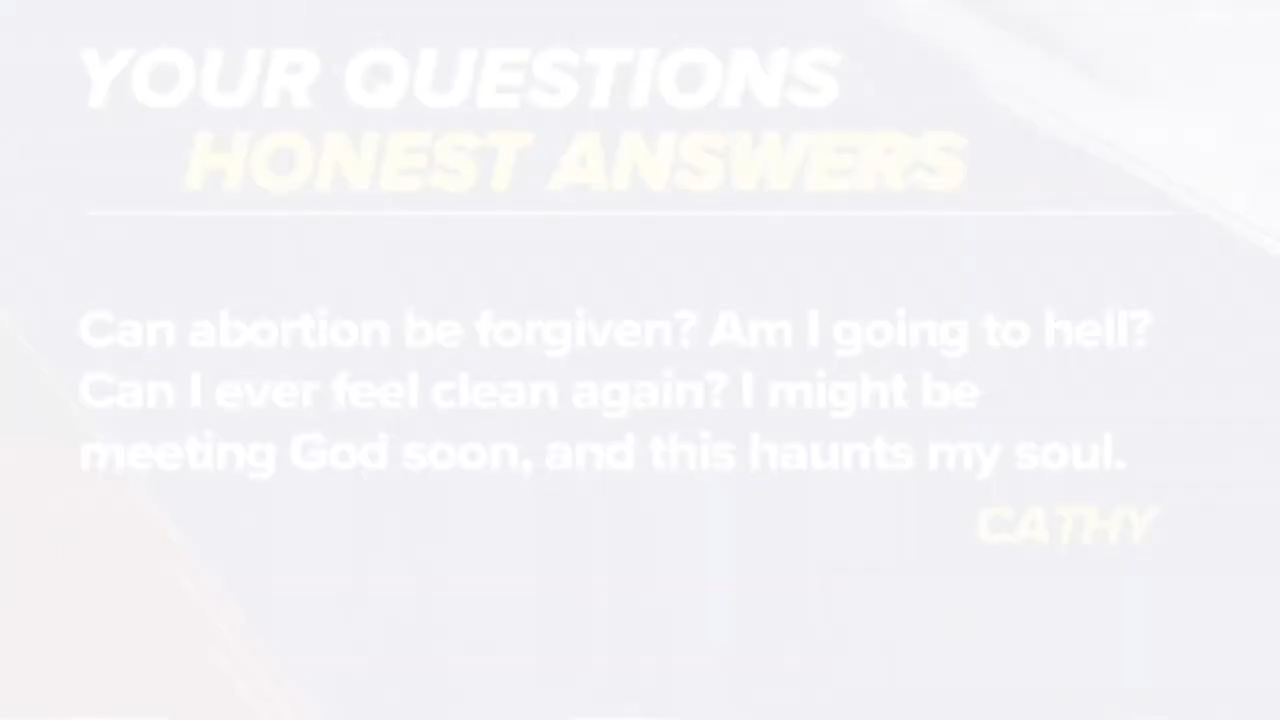 YOUR QUESTIONS
HONEST ANSWERS
Can abortion be forgiven? Am I going to hell?
Can I ever feel clean again? I might be
meeting God soon, and this haunts my soul.
CATHY